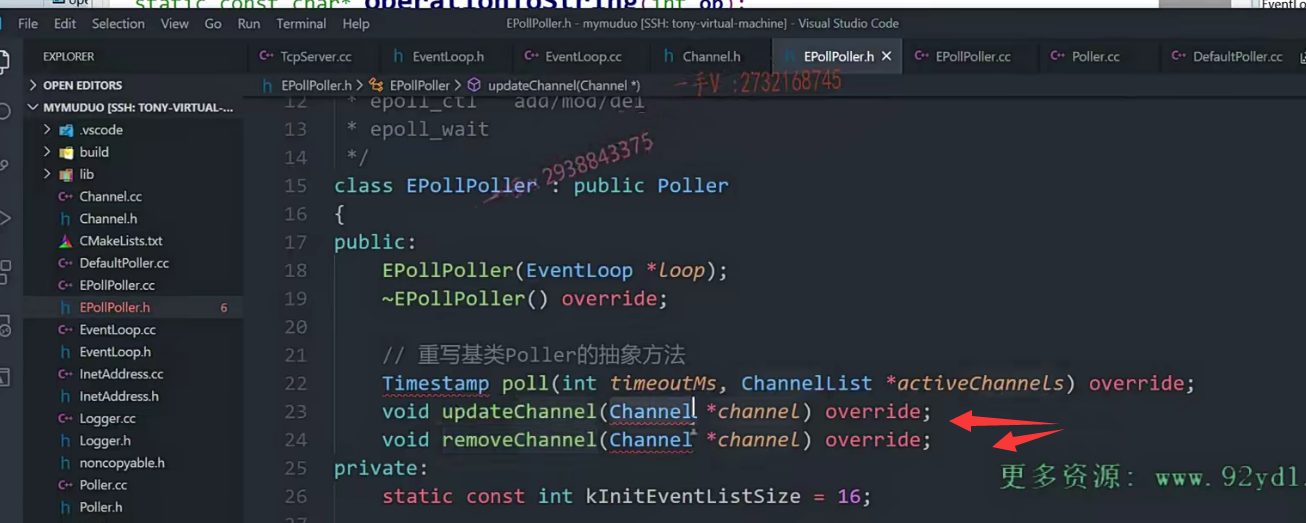 static const char* operationToString(int op);
File Edit Selection View Go Run Terminal Help
EPollPoller.h - mymuduo [SSH: tony-virtual-machine] - Visual Studio Code
EXPLORER
TcpServer.cc EventLoop.h EventLoop.cc Channel.h EPollPoller.h EPollPoller.cc Poller.cc DefaultPoller.cc
OPEN EDITORS
EPollPoller.h > EPollPoller > updateChannel(Channel *)
一手V :2732168745
MYMUDUO [SSH: TONY-VIRTUAL-...
.vscode
build
lib
Channel.cc
Channel.h
CMakeLists.txt
DefaultPoller.cc
EPollPoller.cc
EPollPoller.h 6
EventLoop.cc
EventLoop.h
InetAddress.cc
InetAddress.h
Logger.cc
Logger.h
noncopyable.h
Poller.cc
Poller.h
12 * epoll_ctl add/mod/del
13 * epoll_wait
14 */
2938843375
15 class EPollPoller : public Poller
16 {
17 public:
18 EPollPoller(EventLoop *loop);
19 ~EPollPoller() override;
20
21 // 重写基类Poller的抽象方法
22 Timestamp poll(int timeoutMs, ChannelList *activeChannels) override;
23 void updateChannel(Channel *channel) override;
24 void removeChannel(Channel *channel) override;
25 private:
26 static const int kInitEventListSize = 16;
更多资源: www.92ydl